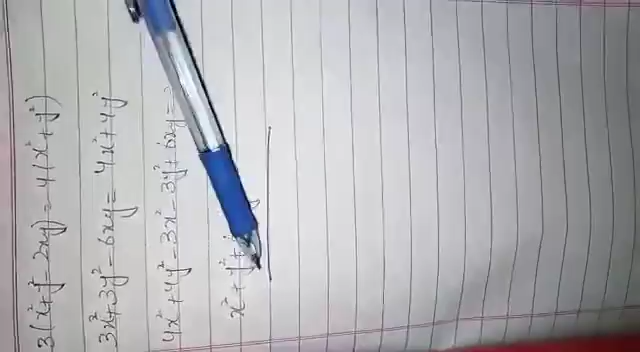 3(x²+y²-2xy) = 4(x²+y²)
3x²+3y²-6xy = 4x²+4y²
4x²+4y²-3x²-3y²+6xy =
x²+y²+